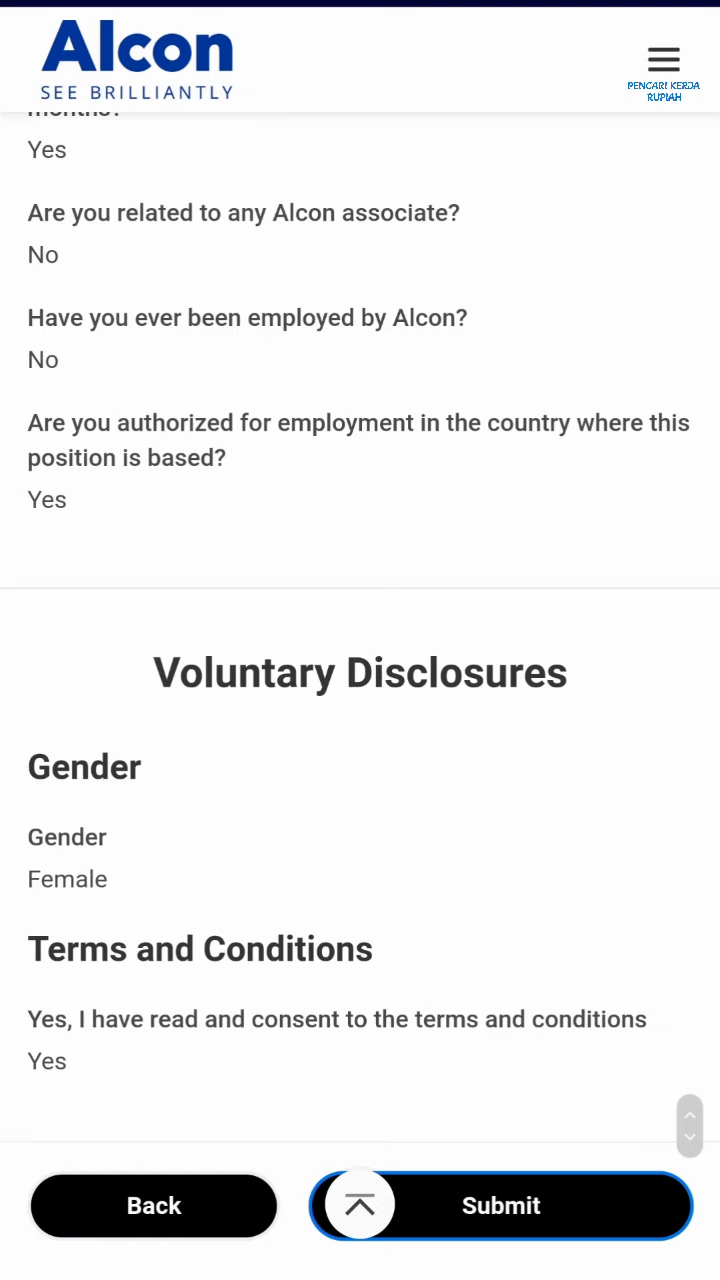 Alcon
SEE BRILLIANTLY
PENCARI KERJA
RUPIAH
months?
Yes
Are you related to any Alcon associate?
No
Have you ever been employed by Alcon?
No
Are you authorized for employment in the country where this
position is based?
Yes
Voluntary Disclosures
Gender
Gender
Female
Terms and Conditions
Yes, I have read and consent to the terms and conditions
Yes
Back
Submit